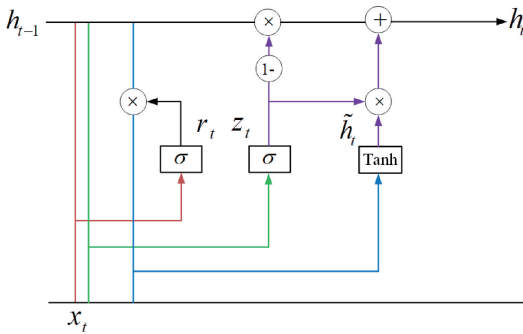 h_{t-1}
×
+
h_t
1-
×
×
r_t
z_t
h̃_t
σ
σ
Tanh
x_t